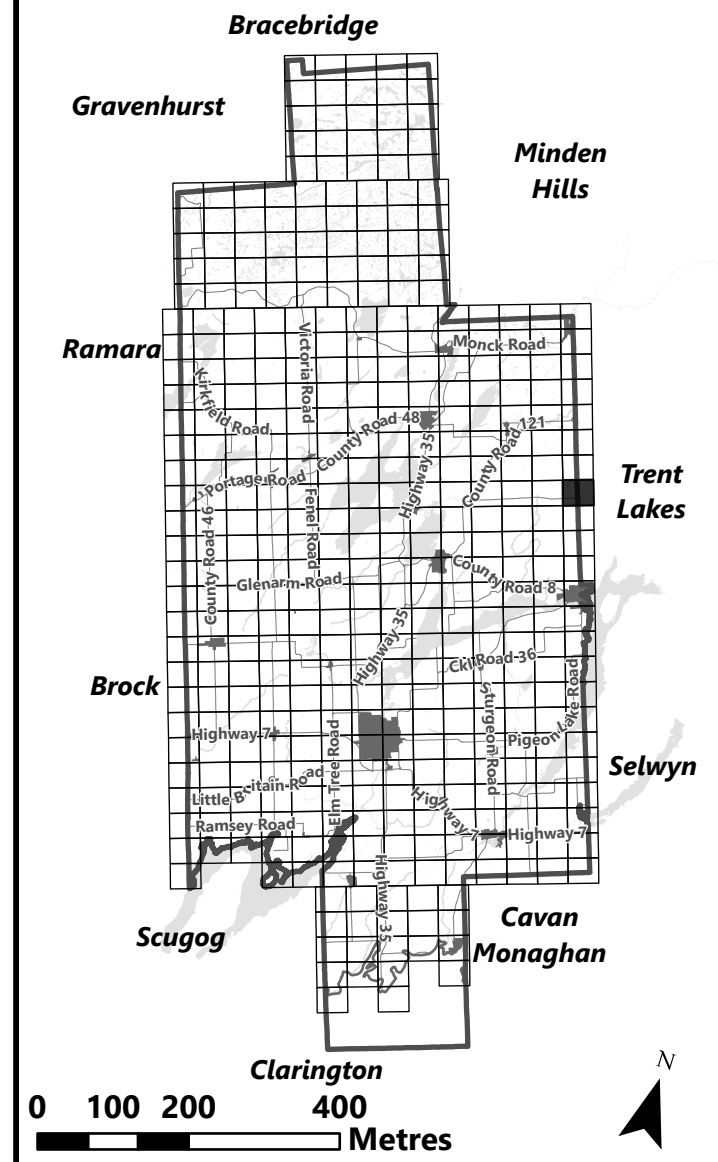 Bracebridge
Gravenhurst
Minden
Hills
Ramara
Monck Road
Victoria Road
Kirkfield Road
County Road 48
County Road 121
Highway 35
Portage Road
Trent
Lakes
Fenel Road
County Road 46
County Road 8
Glenarm Road
Highway 35
Ckl Road 36
Brock
Pigeon Lake Road
Sturgeon Road
Highway 7
Elm Tree Road
Selwyn
Little Britain Road
Highway 7
Ramsey Road
Highway 7
Highway 35
Cavan
Monaghan
Scugog
Clarington
N
0 100 200 400
Metres